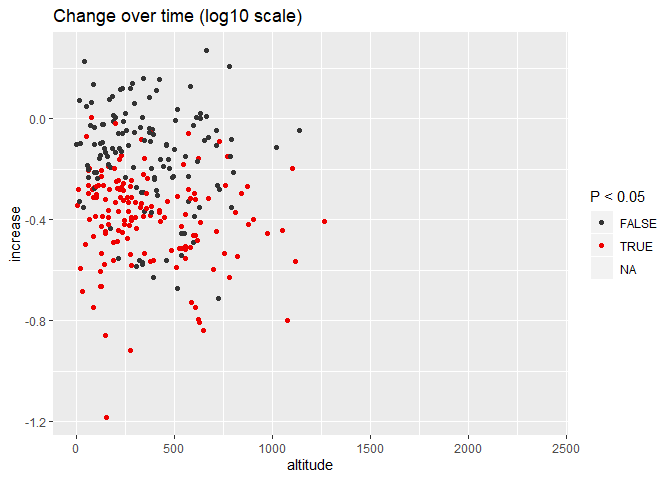 Change over time (log10 scale)
increase
0.0
-0.4
-0.8
-1.2
0
500
1000
1500
2000
2500
altitude
P < 0.05
FALSE
TRUE
NA